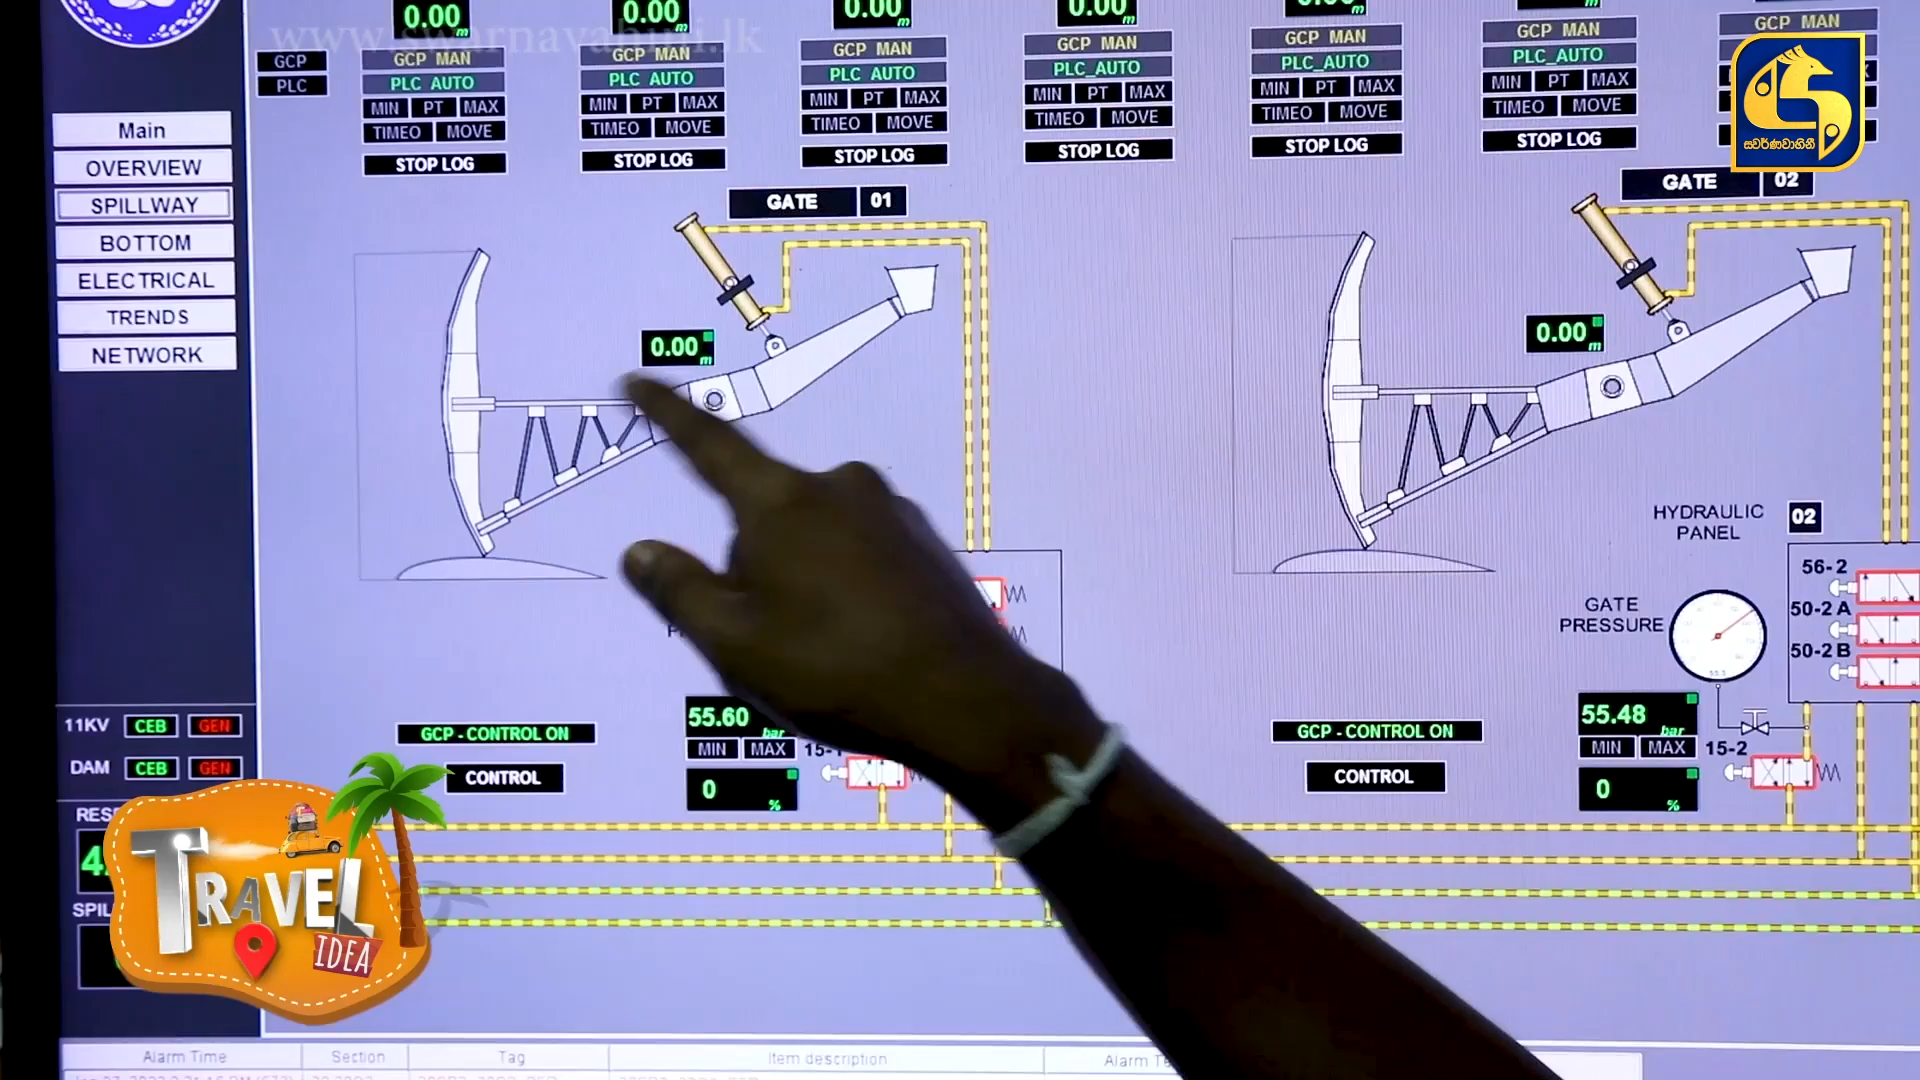 www.swarnavahini.lk
0.00 m
0.00 m
0.00 m
0.00 m
GCP
PLC
GCP MAN
PLC AUTO
MIN PT MAX
TIMEO MOVE
STOP LOG
GCP MAN
PLC AUTO
MIN PT MAX
TIMEO MOVE
STOP LOG
GCP MAN
PLC AUTO
MIN PT MAX
TIMEO MOVE
STOP LOG
GCP MAN
PLC_AUTO
MIN PT MAX
TIMEO MOVE
STOP LOG
GCP MAN
PLC_AUTO
MIN PT MAX
TIMEO MOVE
STOP LOG
GCP MAN
PLC_AUTO
MIN PT MAX
TIMEO MOVE
STOP LOG
GCP MAN
ස්වර්ණවාහිනී
Main
OVERVIEW
SPILLWAY
BOTTOM
ELECTRICAL
TRENDS
NETWORK
GATE 01
0.00 m
GATE 02
0.00 m
HYDRAULIC
PANEL
02
56-2
50-2 A
50-2 B
GATE
PRESSURE
11KV CEB GEN
DAM CEB GEN
GCP - CONTROL ON
CONTROL
55.60 bar
MIN MAX
0 %
GCP - CONTROL ON
CONTROL
55.48 bar
MIN MAX
15-2
0 %
TRAVEL
IDEA
Alarm Time Section Tag Item description